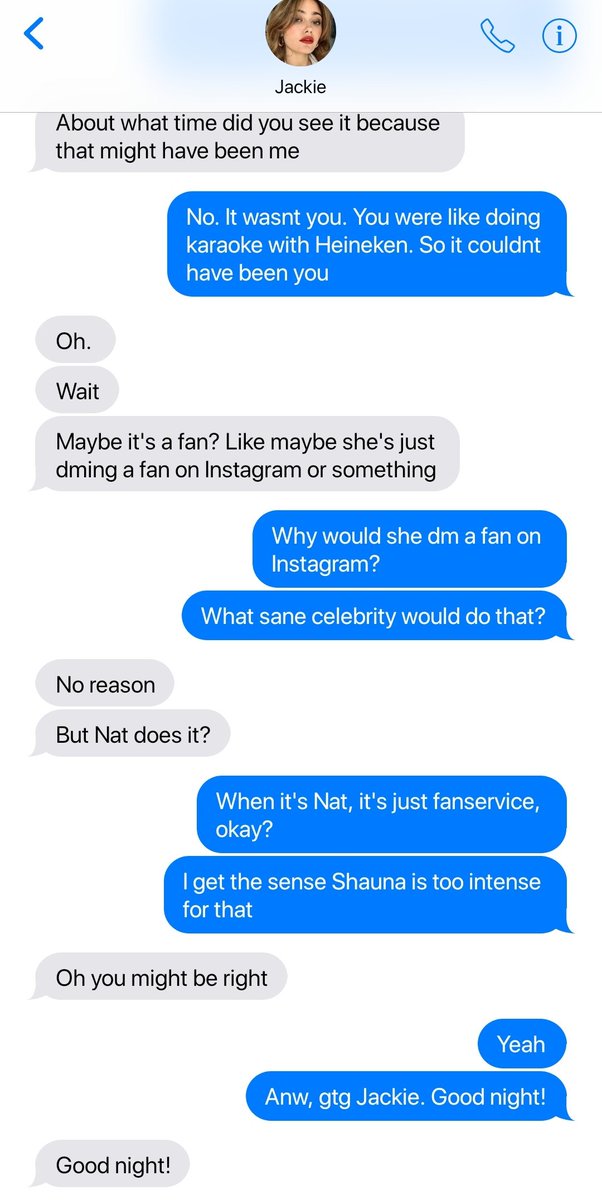 Jackie
About what time did you see it because
that might have been me
No. It wasnt you. You were like doing
karaoke with Heineken. So it couldnt
have been you
Oh.
Wait
Maybe it's a fan? Like maybe she's just
dming a fan on Instagram or something
Why would she dm a fan on
Instagram?
What sane celebrity would do that?
No reason
But Nat does it?
When it's Nat, it's just fanservice,
okay?
I get the sense Shauna is too intense
for that
Oh you might be right
Yeah
Anw, gtg Jackie. Good night!
Good night!